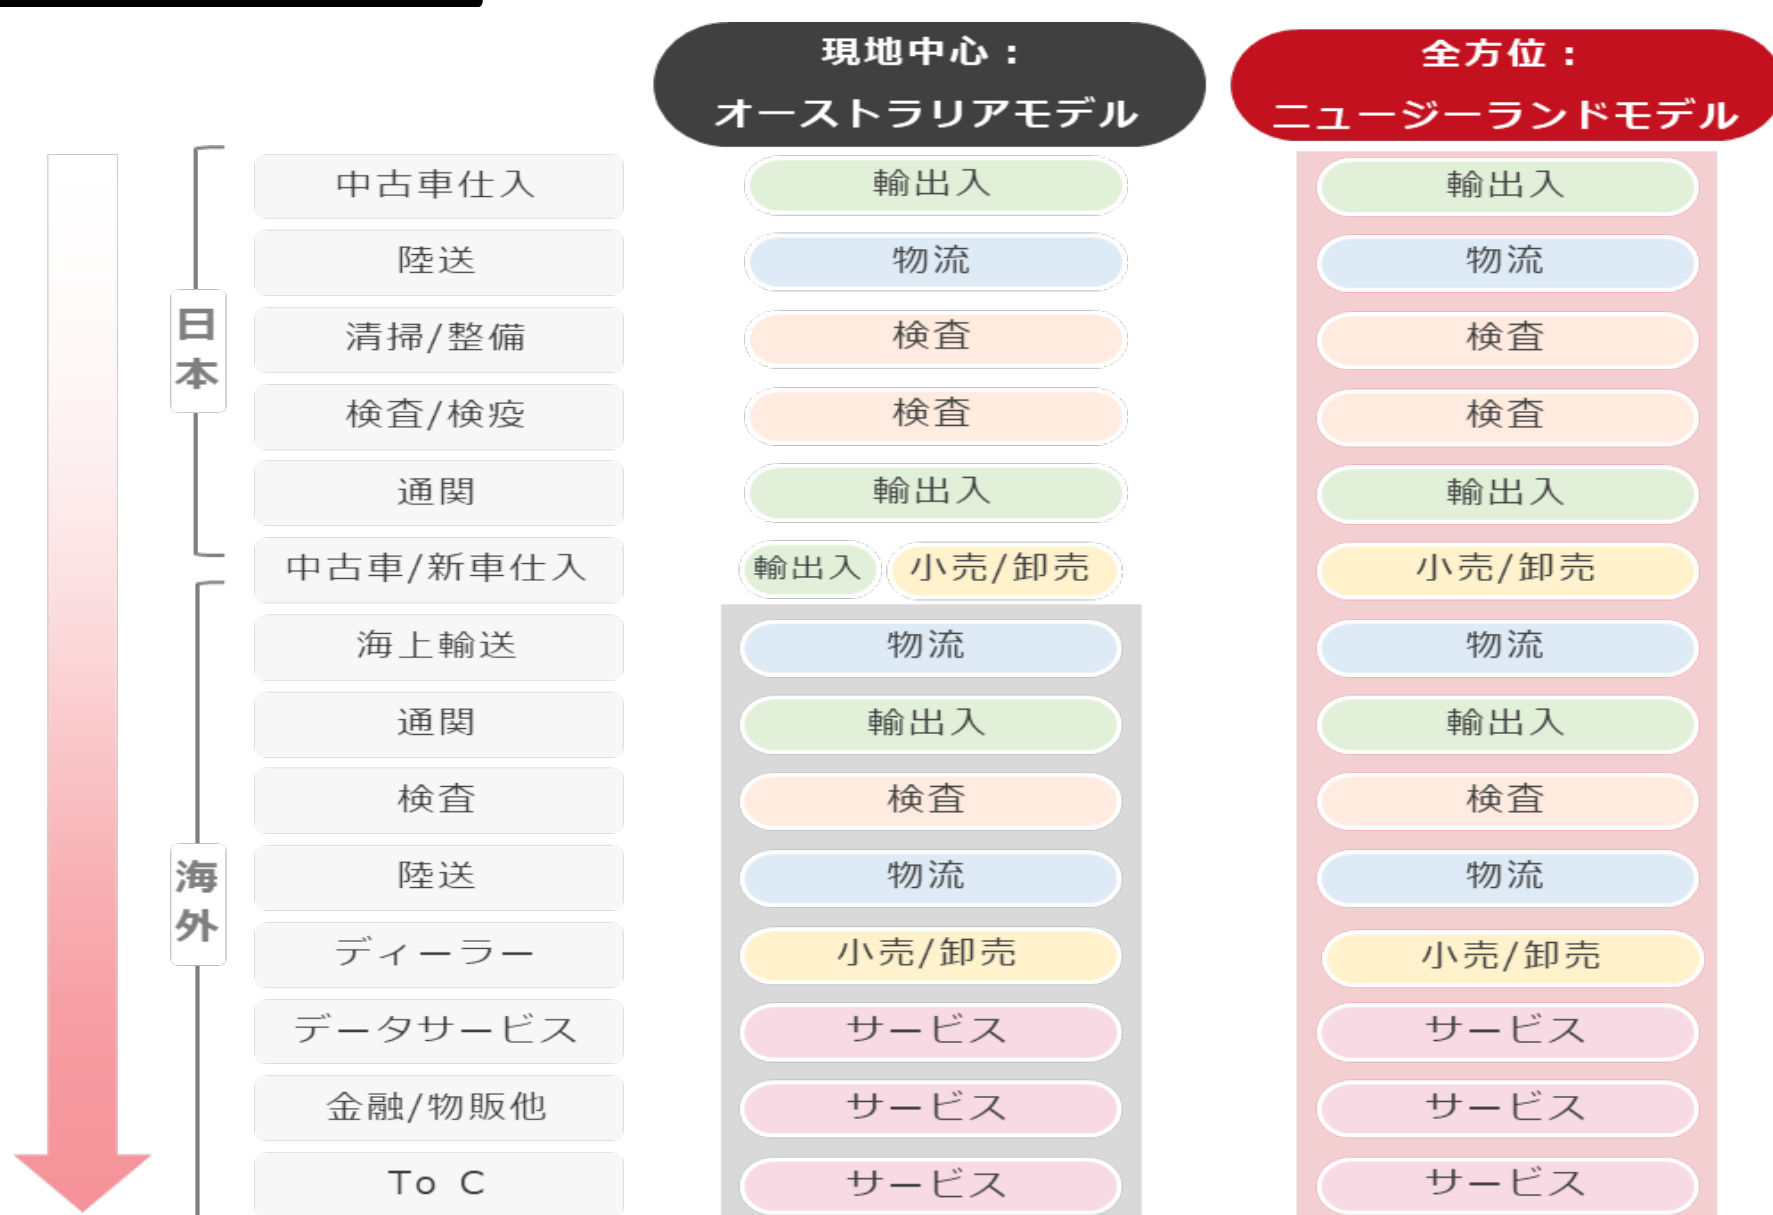 現地中心：
オーストラリアモデル
全方位：
ニュージーランドモデル
日本
中古車仕入
輸出入
輸出入
陸送
物流
物流
清掃/整備
検査
検査
検査/検疫
検査
検査
通関
輸出入
輸出入
海外
中古車/新車仕入
輸出入
小売/卸売
小売/卸売
海上輸送
物流
物流
通関
輸出入
輸出入
検査
検査
検査
陸送
物流
物流
ディーラー
小売/卸売
小売/卸売
データサービス
サービス
サービス
金融/物販他
サービス
サービス
To C
サービス
サービス